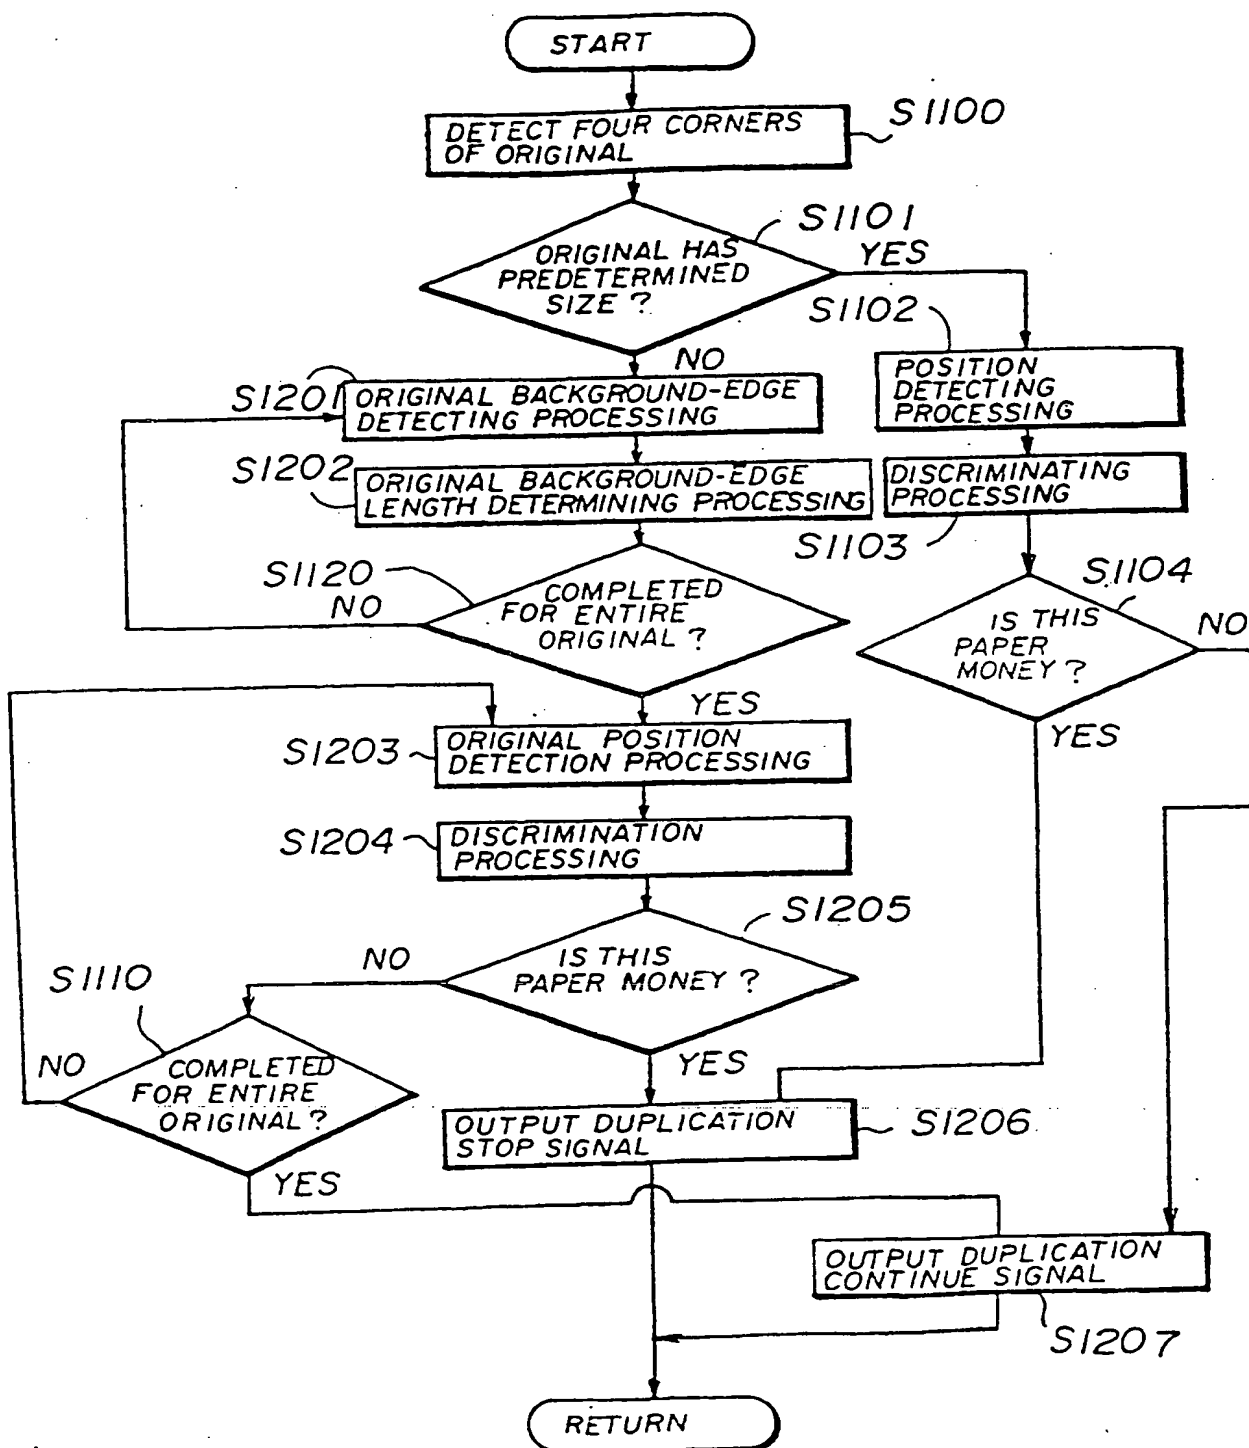 START
DETECT FOUR CORNERS
OF ORIGINAL
S1100
ORIGINAL HAS
PREDETERMINED
SIZE ?
S1101
YES
NO
S1102
POSITION
DETECTING
PROCESSING
S1201
ORIGINAL BACKGROUND-EDGE
DETECTING PROCESSING
S1202
ORIGINAL BACKGROUND-EDGE
LENGTH DETERMINING PROCESSING
DISCRIMINATING
PROCESSING
S1103
S1120
NO
COMPLETED
FOR ENTIRE
ORIGINAL ?
YES
S1104
IS THIS
PAPER
MONEY ?
NO
YES
S1203
ORIGINAL POSITION
DETECTION PROCESSING
S1204
DISCRIMINATION
PROCESSING
S1205
IS THIS
PAPER MONEY ?
NO
YES
S1110
NO
COMPLETED
FOR ENTIRE
ORIGINAL ?
YES
OUTPUT DUPLICATION
STOP SIGNAL
S1206
OUTPUT DUPLICATION
CONTINUE SIGNAL
S1207
RETURN